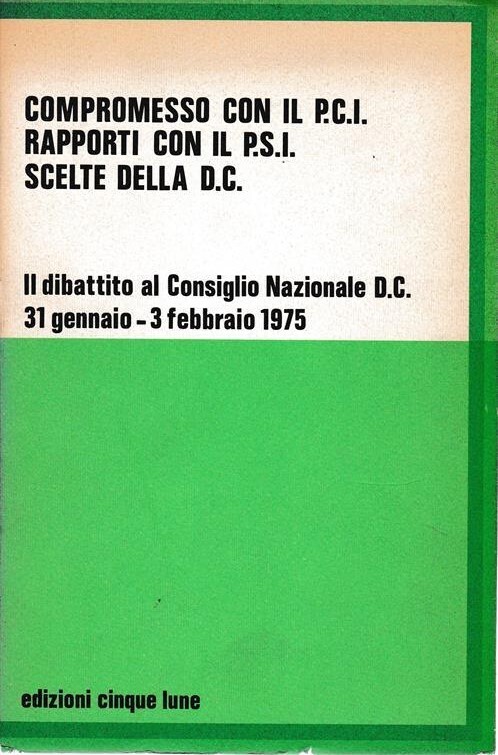 COMPROMESSO CON IL P.C.I.
RAPPORTI CON IL P.S.I.
SCELTE DELLA D.C.
Il dibattito al Consiglio Nazionale D.C.
31 gennaio - 3 febbraio 1975
edizioni cinque lune